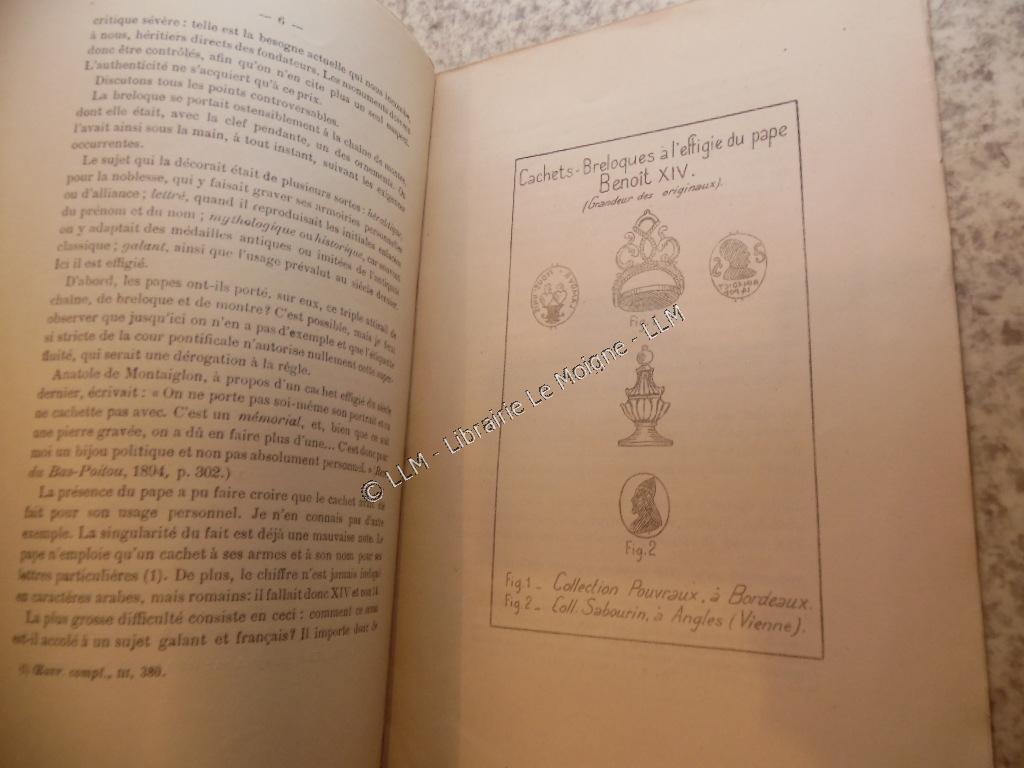 — 6 —
critique sévère : telle est la besogne actuelle qui nous incombe,
à nous, héritiers directs des fondateurs. Les monuments doivent
donc être contrôlés, afin qu'on n'en cite plus un seul suspect.
L'authenticité ne s'acquiert qu'à ce prix.
Discutons tous les points controversables.
La breloque se portait ostensiblement à la chaîne de montre,
dont elle était, avec la clef pendante, un des ornements. On
l'avait ainsi sous la main, à tout instant, suivant les exigences
occurrentes.
Le sujet qui la décorait était de plusieurs sortes : héraldique,
pour la noblesse, qui y faisait graver ses armoiries personnelles
ou d'alliance ; lettré, quand il reproduisait les initiales enlacées
du prénom et du nom ; mythologique ou historique, car souvent
on y adaptait des médailles antiques ou imitées de l'antiquité
classique ; galant, ainsi que l'usage prévalut au siècle dernier.
Ici il est effigié.
D'abord, les papes ont-ils porté, sur eux, ce triple attirail de
chaîne, de breloque et de montre? C'est possible, mais je ferai
observer que jusqu'ici on n'en a pas d'exemple et que l'étiquette
si stricte de la cour pontificale n'autorise nullement cette super-
fluité, qui serait une dérogation à la règle.
Anatole de Montaiglon, à propos d'un cachet effigié du siècle
dernier, écrivait : « On ne porte pas soi-même son portrait et on
ne cachette pas avec. C'est un mémorial, et, bien que ce soit
une pierre gravée, on a dû en faire plus d'une... C'est donc pour
moi un bijou politique et non pas absolument personnel. » (Rev.
du Bas-Poitou, 1894, p. 302.)
La présence du pape a pu faire croire que le cachet avait été
fait pour son usage personnel. Je n'en connais pas d'autre
exemple. La singularité du fait est déjà une mauvaise note. Le
pape n'emploie qu'un cachet à ses armes et à son nom pour ses
lettres particulières (1). De plus, le chiffre n'est jamais indiqué
en caractères arabes, mais romains: il fallait donc XIV et non 14.
La plus grosse difficulté consiste en ceci : comment ce sceau
est-il accolé à un sujet galant et français? Il importe donc de
(1) Œuvr. compl., III, 380.
Cachets-Breloques à l'effigie du pape
Benoit XIV.
(Grandeur des originaux).
Fig.2
Fig.1 - Collection Pouvraux, à Bordeaux.
Fig.2 - Coll. Sabourin, à Angles (Vienne).
© LLM - Librairie Le Moigne - LLM